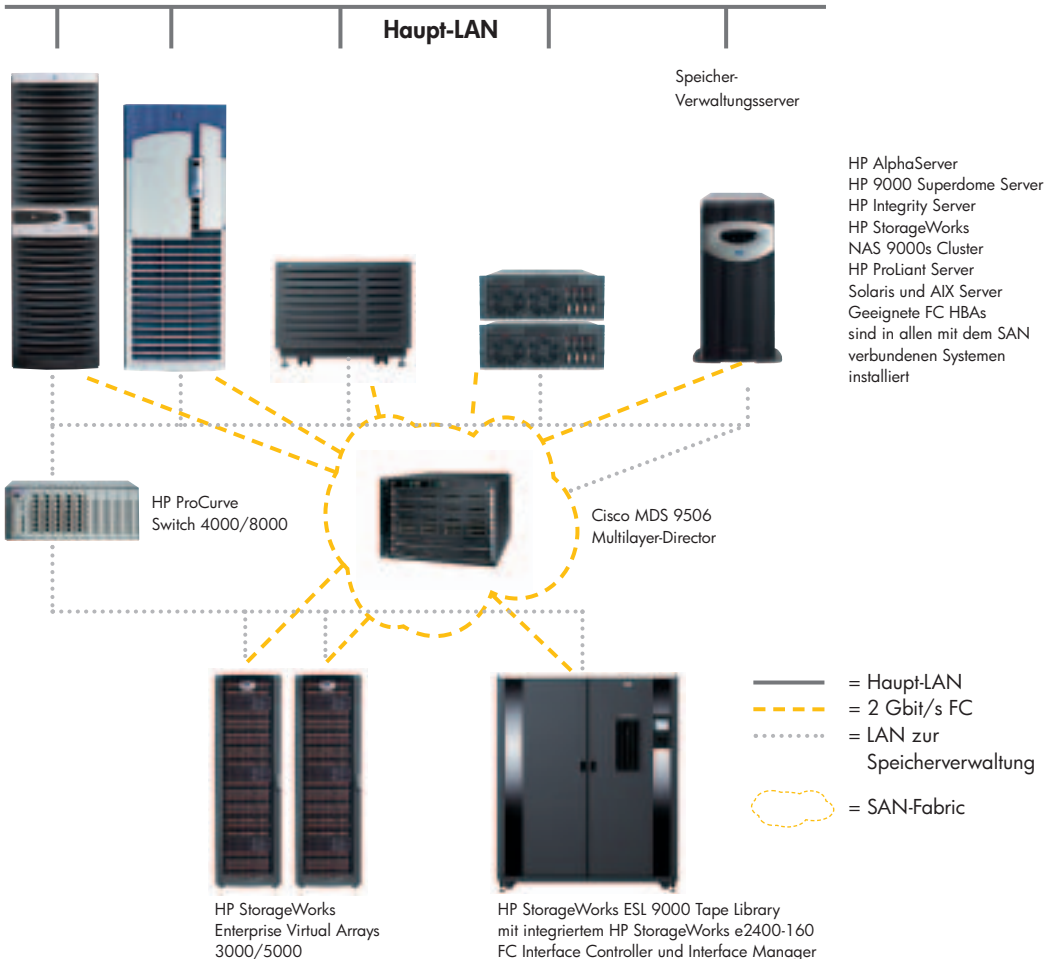 Haupt-LAN
Speicher-
Verwaltungsserver
HP AlphaServer
HP 9000 Superdome Server
HP Integrity Server
HP StorageWorks
NAS 9000s Cluster
HP ProLiant Server
Solaris und AIX Server
Geeignete FC HBAs
sind in allen mit dem SAN
verbundenen Systemen
installiert
HP ProCurve
Switch 4000/8000
Cisco MDS 9506
Multilayer-Director
= Haupt-LAN
= 2 Gbit/s FC
= LAN zur
Speicherverwaltung
= SAN-Fabric
HP StorageWorks
Enterprise Virtual Arrays
3000/5000
HP StorageWorks ESL 9000 Tape Library
mit integriertem HP StorageWorks e2400-160
FC Interface Controller und Interface Manager